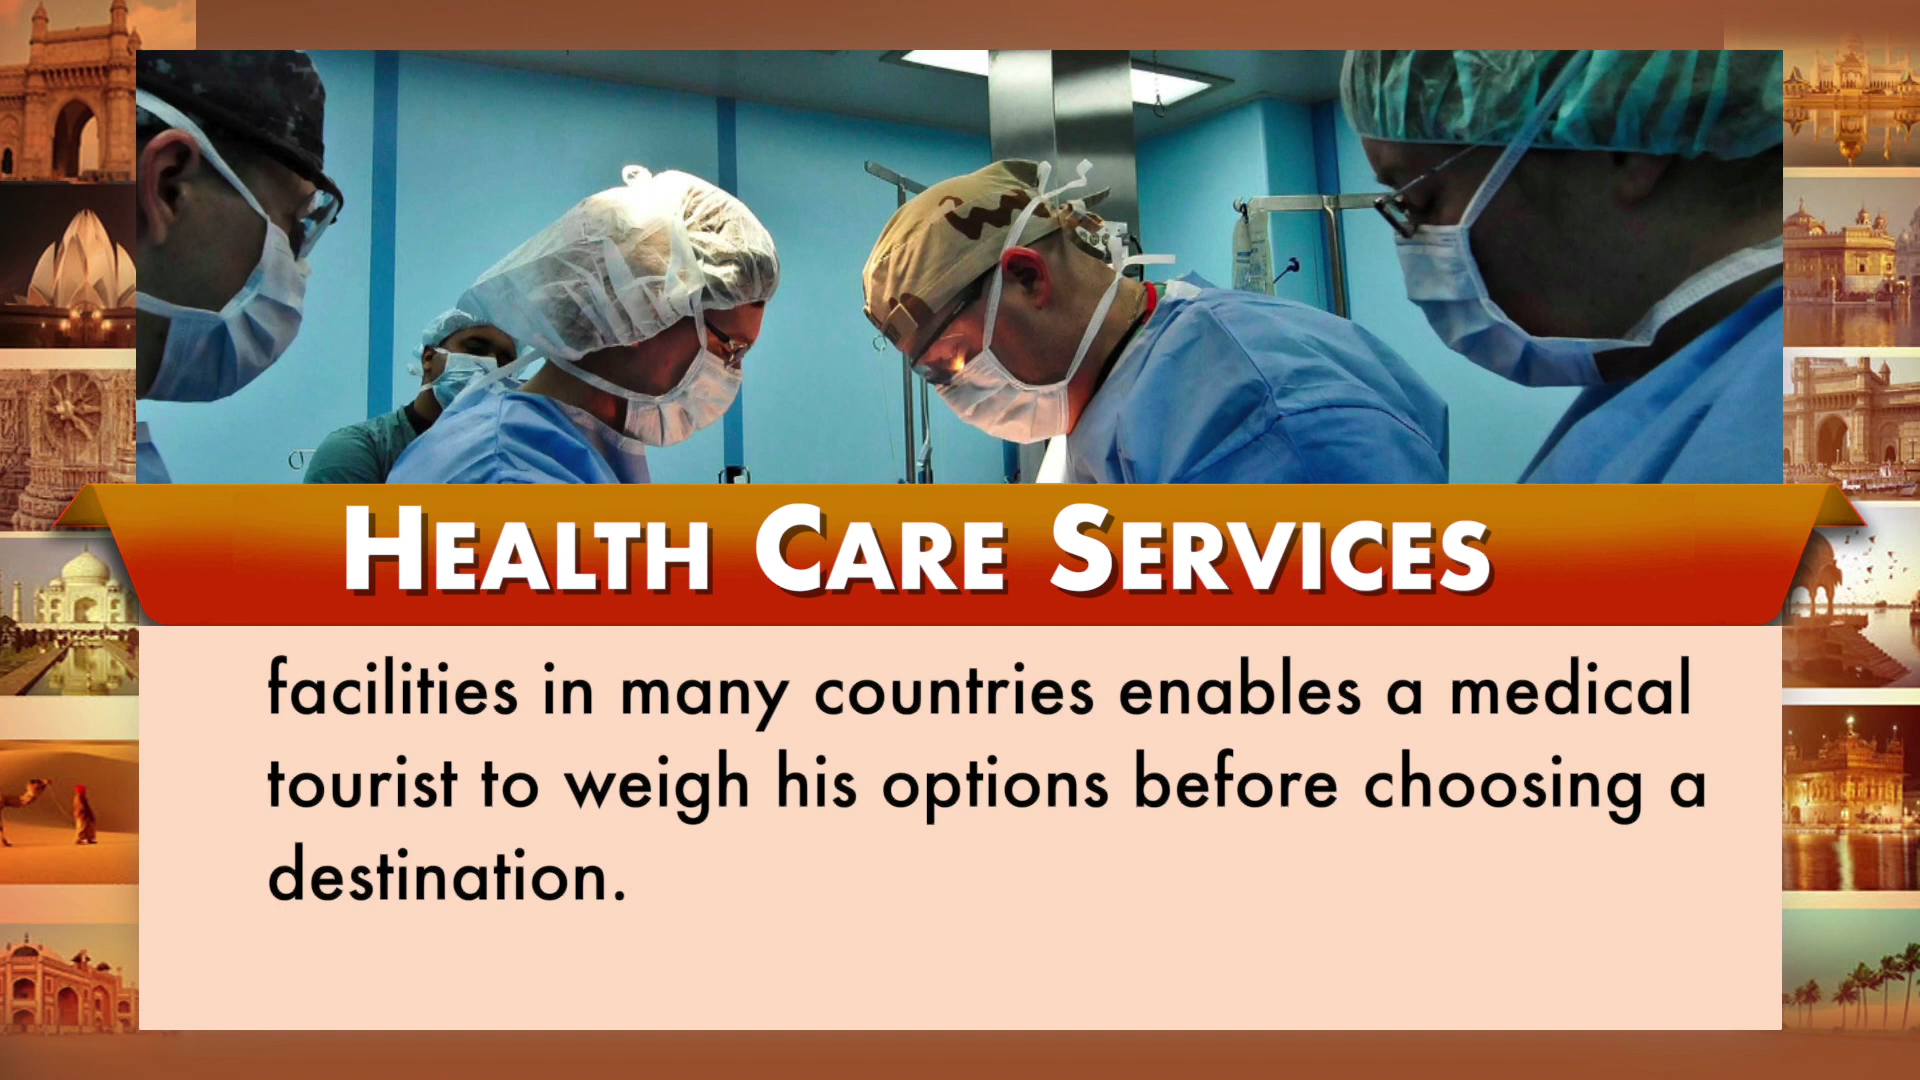 HEALTH CARE SERVICES
facilities in many countries enables a medical
tourist to weigh his options before choosing a
destination.